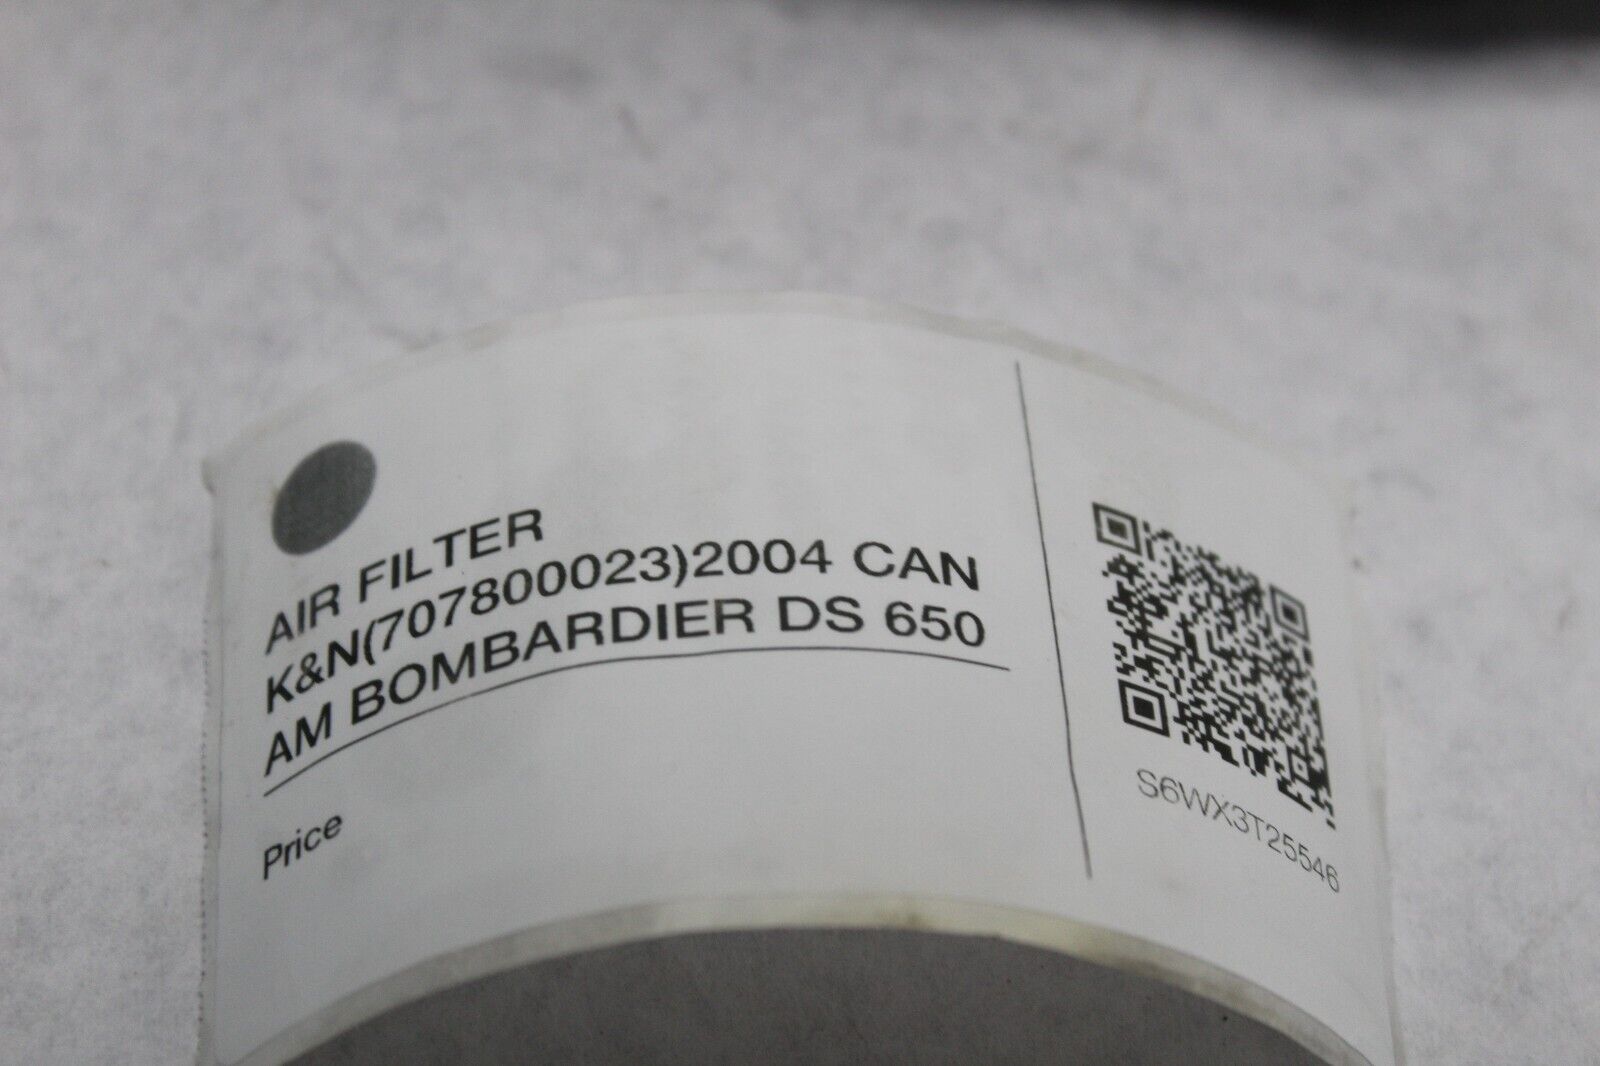 AIR FILTER
K&N(707800023)2004 CAN
AM BOMBARDIER DS 650
Price
S6WX3T25546